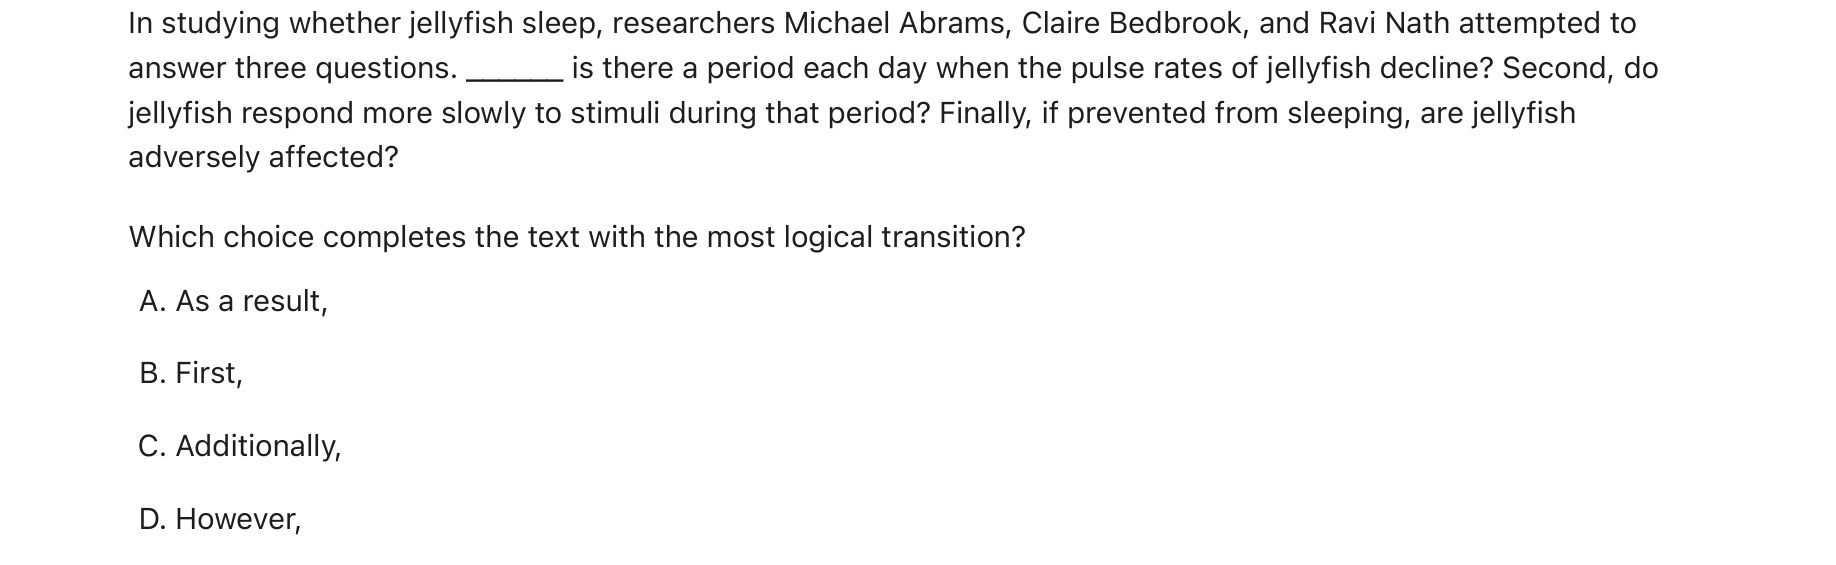 In studying whether jellyfish sleep, researchers Michael Abrams, Claire Bedbrook, and Ravi Nath attempted to
answer three questions. ______ is there a period each day when the pulse rates of jellyfish decline? Second, do
jellyfish respond more slowly to stimuli during that period? Finally, if prevented from sleeping, are jellyfish
adversely affected?
Which choice completes the text with the most logical transition?
A. As a result,
B. First,
C. Additionally,
D. However,